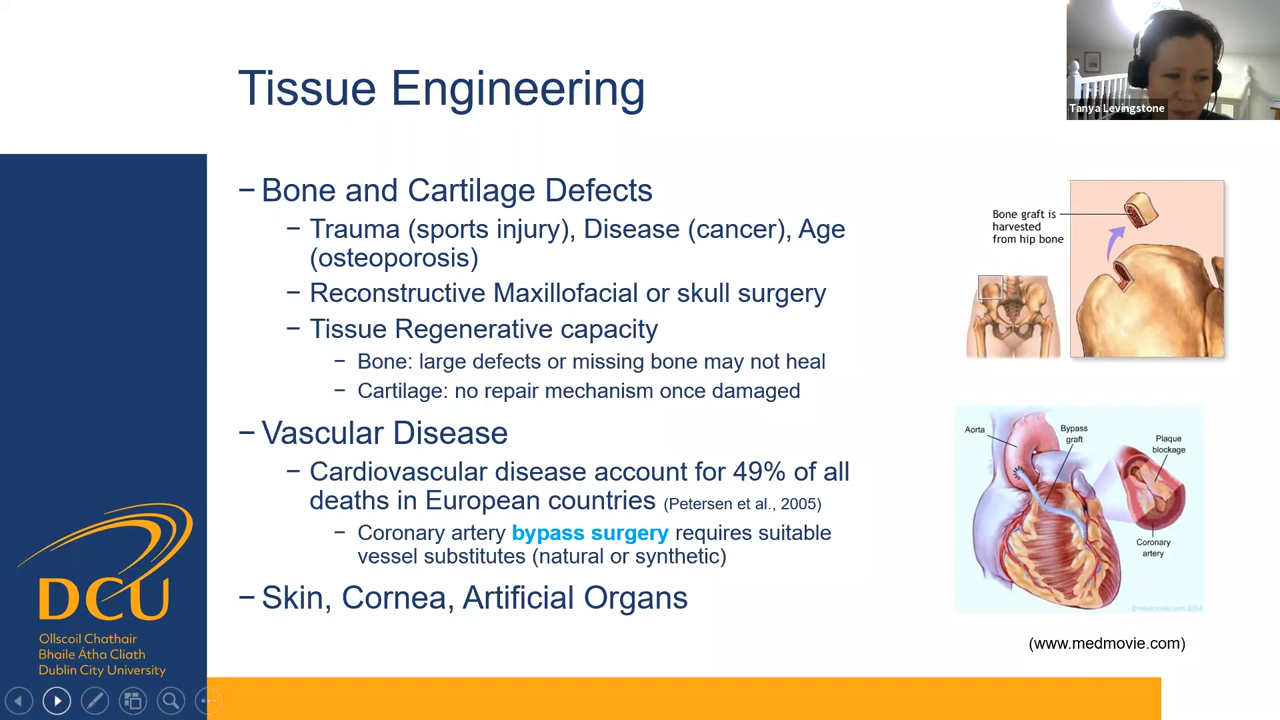 Tissue Engineering
Tanya Levingstone
− Bone and Cartilage Defects
− Trauma (sports injury), Disease (cancer), Age
(osteoporosis)
− Reconstructive Maxillofacial or skull surgery
− Tissue Regenerative capacity
− Bone: large defects or missing bone may not heal
− Cartilage: no repair mechanism once damaged
− Vascular Disease
− Cardiovascular disease account for 49% of all
deaths in European countries (Petersen et al., 2005)
− Coronary artery bypass surgery requires suitable
vessel substitutes (natural or synthetic)
− Skin, Cornea, Artificial Organs
Bone graft is
harvested
from hip bone
Aorta
Bypass
graft
Plaque
blockage
Coronary
artery
© medmovie.com 2004
(www.medmovie.com)
DCU
Ollscoil Chathair
Bhaile Átha Cliath
Dublin City University